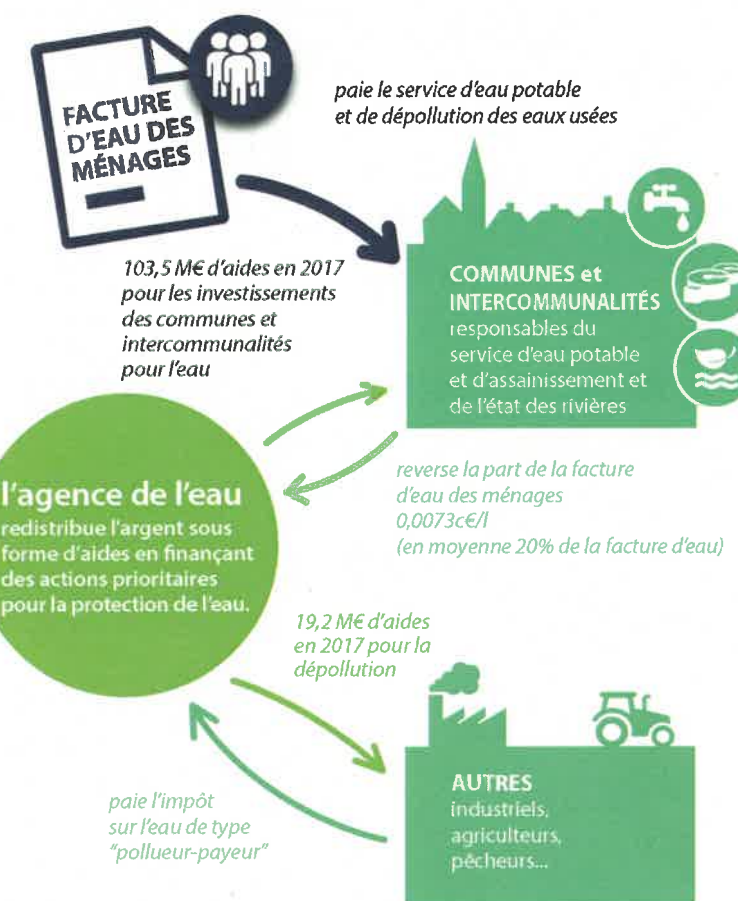 FACTURE
D'EAU DES
MÉNAGES
paie le service d'eau potable
et de dépollution des eaux usées
103,5 M€ d'aides en 2017
pour les investissements
des communes et
intercommunalités
pour l'eau
COMMUNES et
INTERCOMMUNALITÉS
responsables du
service d'eau potable
et d'assainissement et
de l'état des rivières
l'agence de l'eau
redistribue l'argent sous
forme d'aides en finançant
des actions prioritaires
pour la protection de l'eau.
reverse la part de la facture
d'eau des ménages
0,0073c€/l
(en moyenne 20% de la facture d'eau)
19,2 M€ d'aides
en 2017 pour la
dépollution
paie l'impôt
sur l'eau de type
"pollueur-payeur"
AUTRES
industriels,
agriculteurs,
pêcheurs...